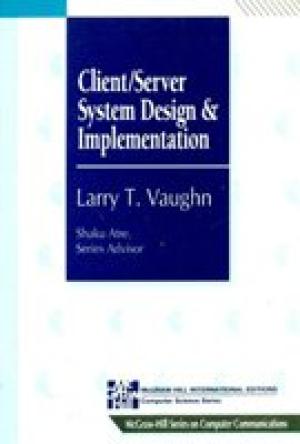 Client/Server
System Design &
Implementation
Larry T. Vaughn
Shaku Atre,
Series Advisor
McGRAW-HILL INTERNATIONAL EDITIONS
Computer Science Series
McGraw-Hill Series on Computer Communications